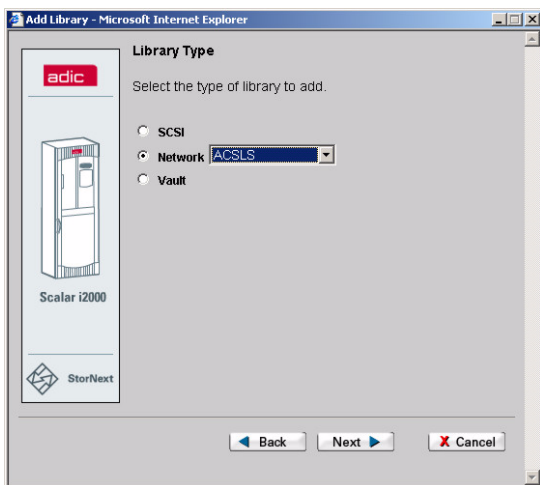 Add Library - Microsoft Internet Explorer
adic
Library Type
Select the type of library to add.
SCSI
Network ACSLS
Vault
Scalar i2000
StorNext
Back Next X Cancel